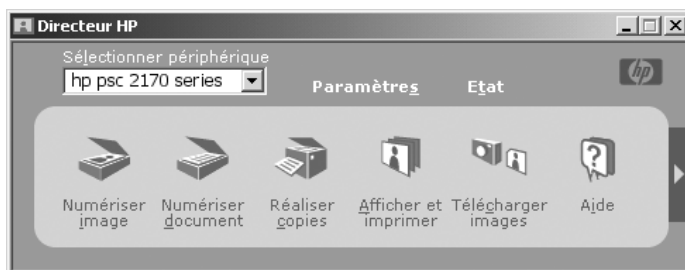 Directeur HP
Sélectionner périphérique
hp psc 2170 series
Paramètres
Etat
hp
Numériser image
Numériser document
Réaliser copies
Afficher et imprimer
Télécharger images
?
Aide